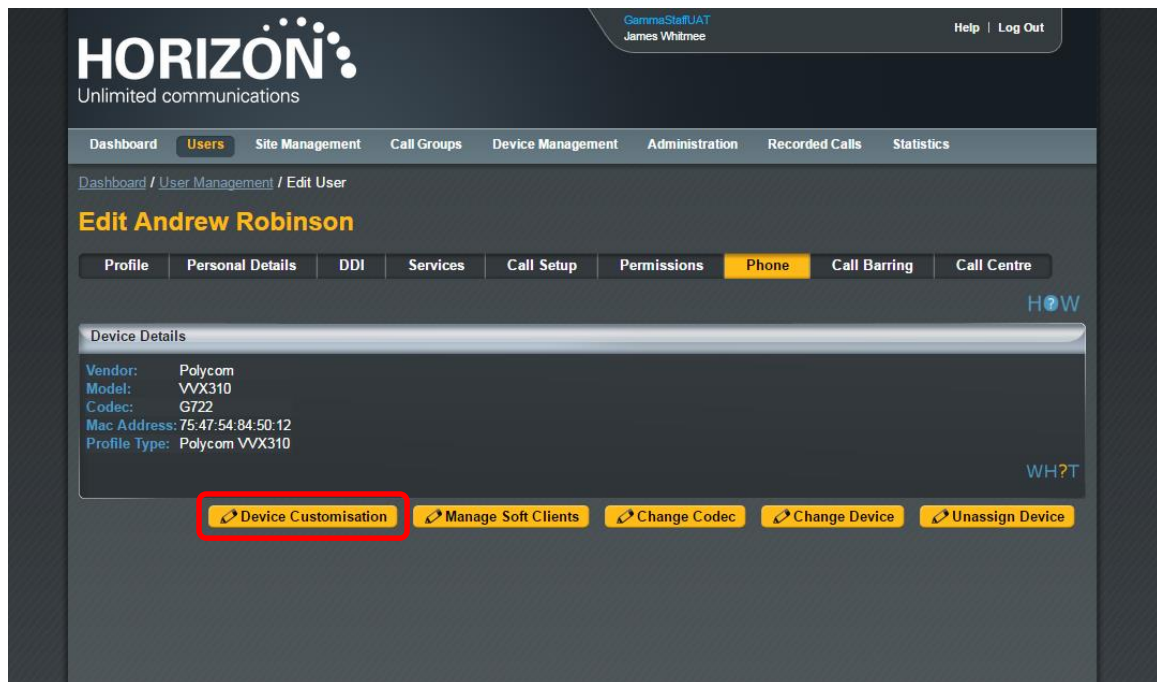 GammaStaffUAT
James Whitmee
Help | Log Out
HORIZON
Unlimited communications
Dashboard Users Site Management Call Groups Device Management Administration Recorded Calls Statistics
Dashboard / User Management / Edit User
Edit Andrew Robinson
Profile Personal Details DDI Services Call Setup Permissions Phone Call Barring Call Centre
H?W
Device Details
Vendor: Polycom
Model: VVX310
Codec: G722
Mac Address: 75:47:54:84:50:12
Profile Type: Polycom VVX310
WH?T
Device Customisation Manage Soft Clients Change Codec Change Device Unassign Device